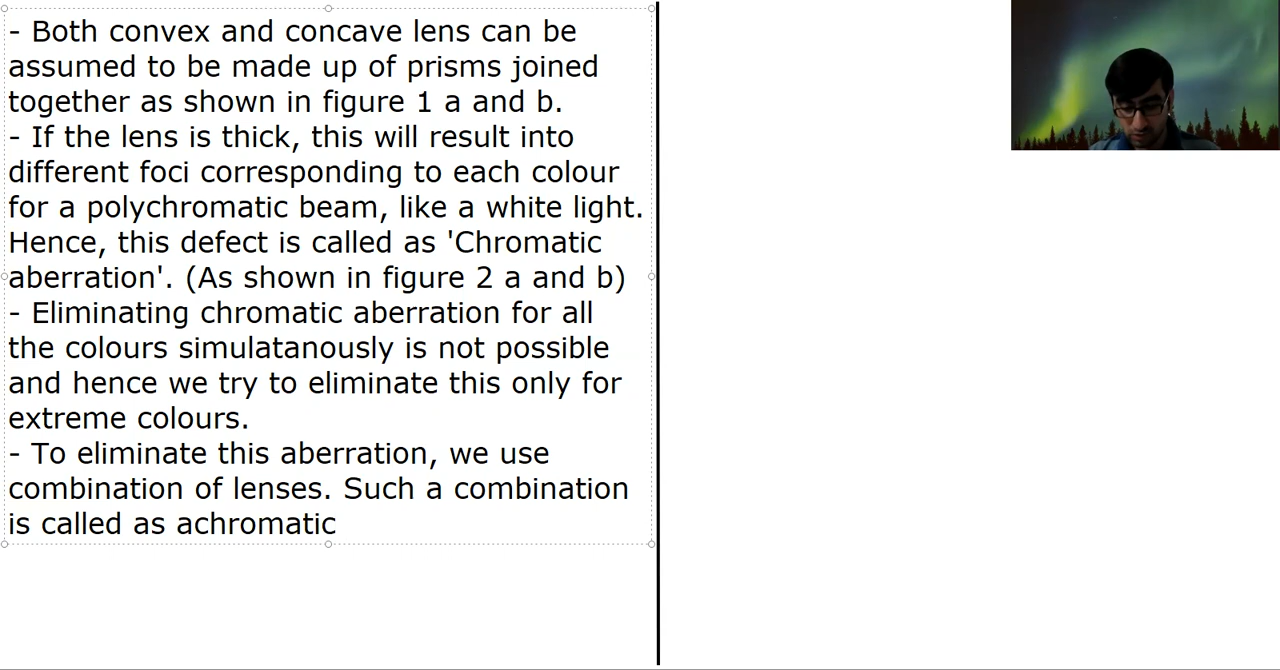 - Both convex and concave lens can be
assumed to be made up of prisms joined
together as shown in figure 1 a and b.
- If the lens is thick, this will result into
different foci corresponding to each colour
for a polychromatic beam, like a white light.
Hence, this defect is called as 'Chromatic
aberration'. (As shown in figure 2 a and b)
- Eliminating chromatic aberration for all
the colours simulatanously is not possible
and hence we try to eliminate this only for
extreme colours.
- To eliminate this aberration, we use
combination of lenses. Such a combination
is called as achromatic